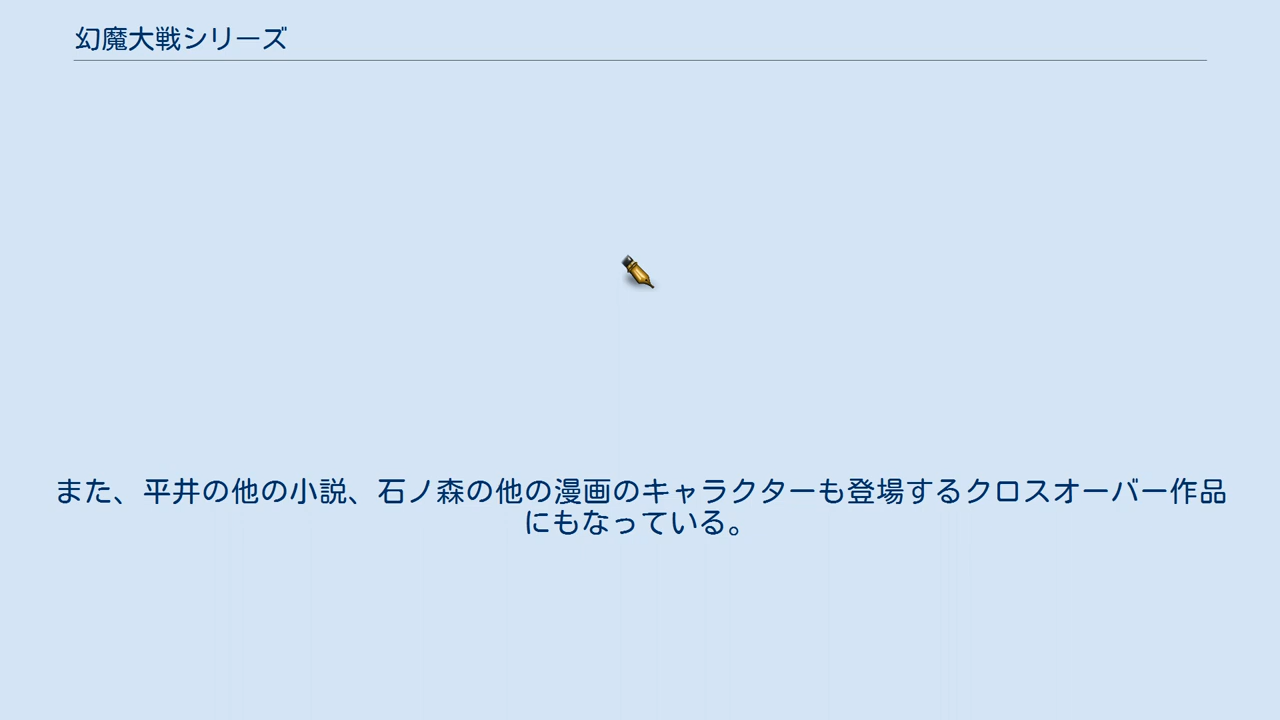 幻魔大戦シリーズ
また、平井の他の小説、石ノ森の他の漫画のキャラクターも登場するクロスオーバー作品
にもなっている。